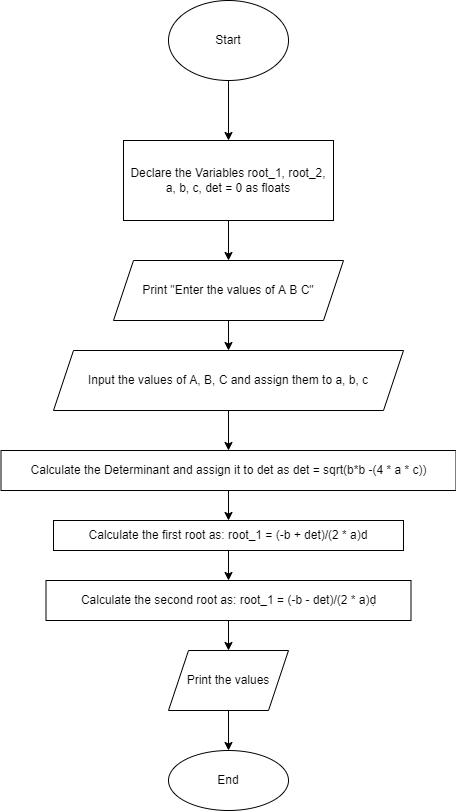 Start
Declare the Variables root_1, root_2,
a, b, c, det = 0 as floats
Print "Enter the values of A B C"
Input the values of A, B, C and assign them to a, b, c
Calculate the Determinant and assign it to det as det = sqrt(b*b -(4 * a * c))
Calculate the first root as: root_1 = (-b + det)/(2 * a)d
Calculate the second root as: root_1 = (-b - det)/(2 * a)d
Print the values
End